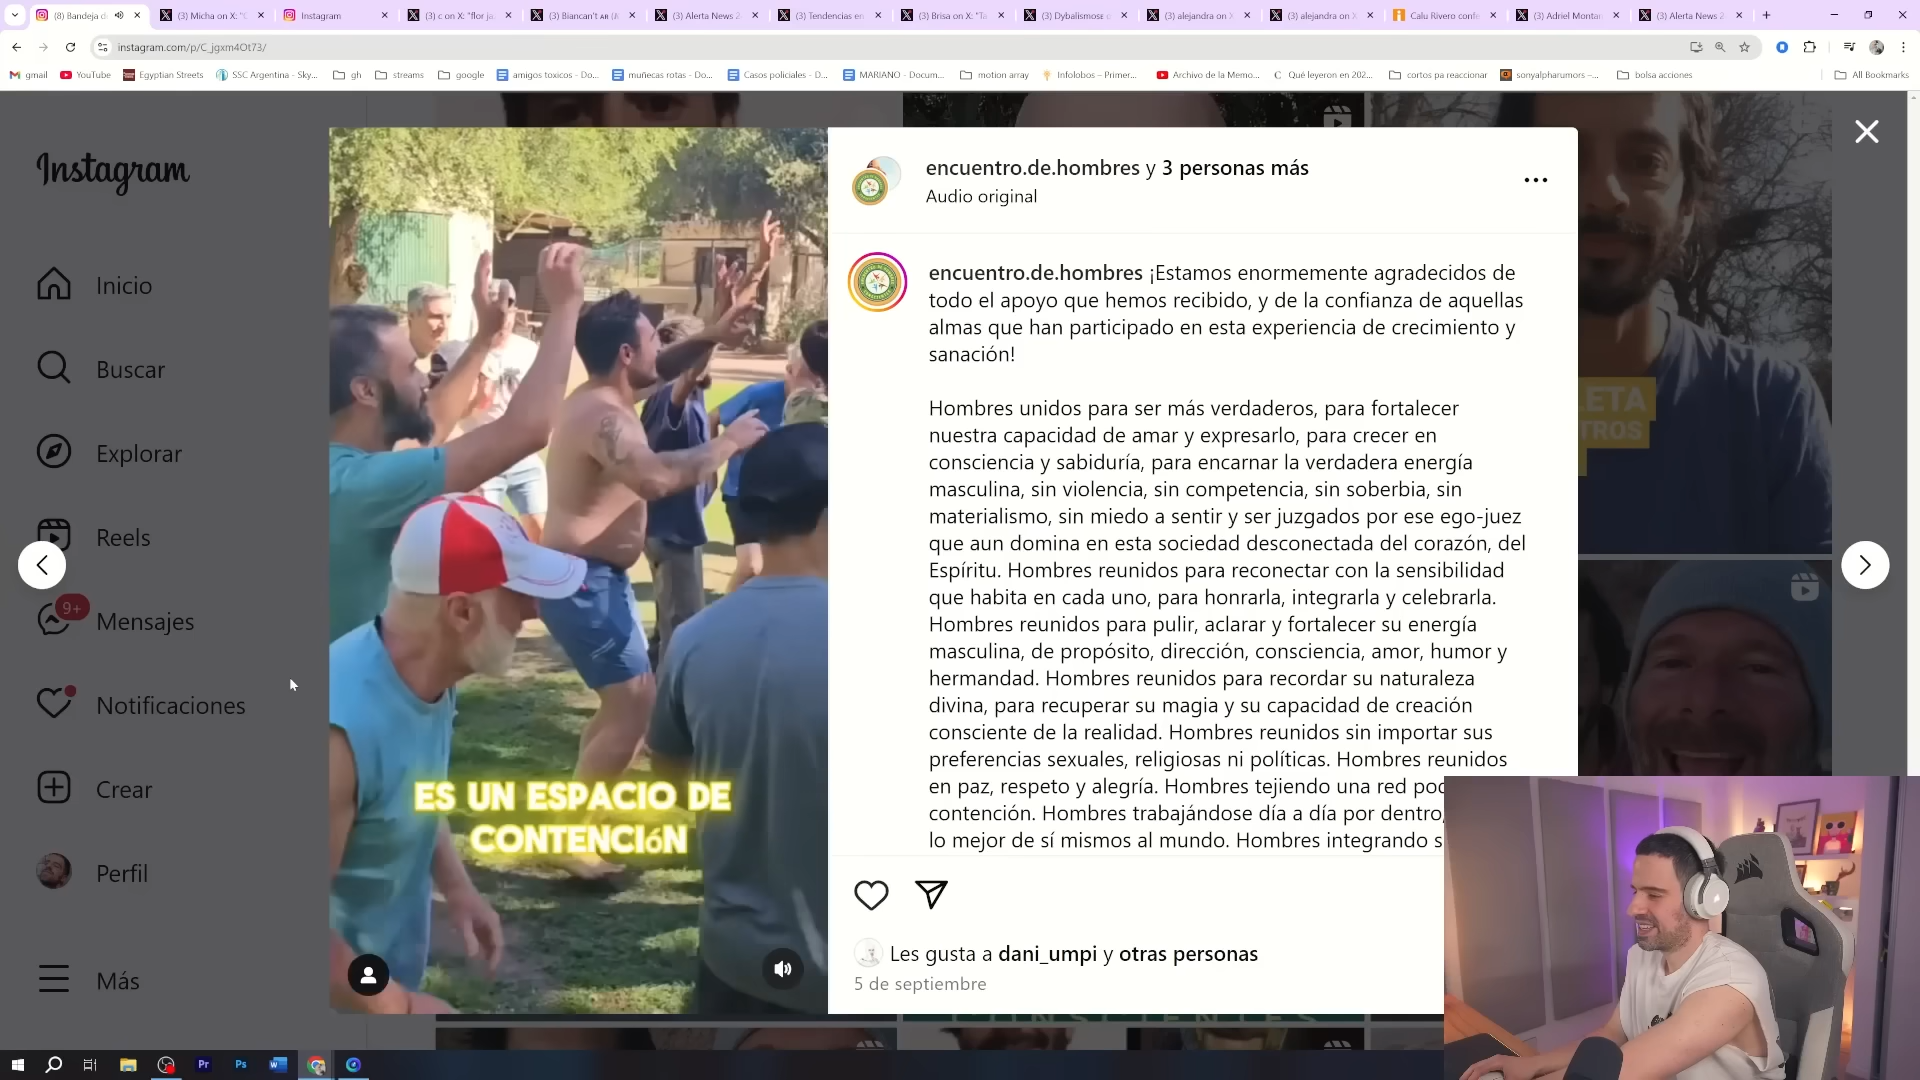 (8) Bandeja d
(3) Micha on X: "
Instagram
(3) c on X: "flor ja
(3) Biancan't AR (
(3) Alerta News
(3) Tendencias en
(3) Brisa on X: "Ta
(3) Dybalismose
(3) alejandra on X
(3) alejandra on X
Calu Rivero confe
(3) Adriel Montar
(3) Alerta News
instagram.com/p/C_jgxm4Ot73/
gmail
YouTube
Egyptian Streets
SSC Argentina - Sky...
gh
streams
google
amigos toxicos - Do...
muñecas rotas - Do...
Casos policiales - D...
MARIANO - Docum...
motion array
Infolobos – Primer...
Archivo de la Memo...
Qué leyeron en 202...
cortos pa reaccionar
sonyalpharumors –...
bolsa acciones
All Bookmarks
Instagram
Inicio
Buscar
Explorar
Reels
9+
Mensajes
Notificaciones
Crear
Perfil
Más
ES UN ESPACIO DE
CONTENCIóN
encuentro.de.hombres y 3 personas más
Audio original
encuentro.de.hombres ¡Estamos enormemente agradecidos de
todo el apoyo que hemos recibido, y de la confianza de aquellas
almas que han participado en esta experiencia de crecimiento y
sanación!
Hombres unidos para ser más verdaderos, para fortalecer
nuestra capacidad de amar y expresarlo, para crecer en
consciencia y sabiduría, para encarnar la verdadera energía
masculina, sin violencia, sin competencia, sin soberbia, sin
materialismo, sin miedo a sentir y ser juzgados por ese ego-juez
que aun domina en esta sociedad desconectada del corazón, del
Espíritu. Hombres reunidos para reconectar con la sensibilidad
que habita en cada uno, para honrarla, integrarla y celebrarla.
Hombres reunidos para pulir, aclarar y fortalecer su energía
masculina, de propósito, dirección, consciencia, amor, humor y
hermandad. Hombres reunidos para recordar su naturaleza
divina, para recuperar su magia y su capacidad de creación
consciente de la realidad. Hombres reunidos sin importar sus
preferencias sexuales, religiosas ni políticas. Hombres reunidos
en paz, respeto y alegría. Hombres tejiendo una red pod
contención. Hombres trabajándose día a día por dentro,
lo mejor de sí mismos al mundo. Hombres integrando s
Les gusta a dani_umpi y otras personas
5 de septiembre
LETA
TROS